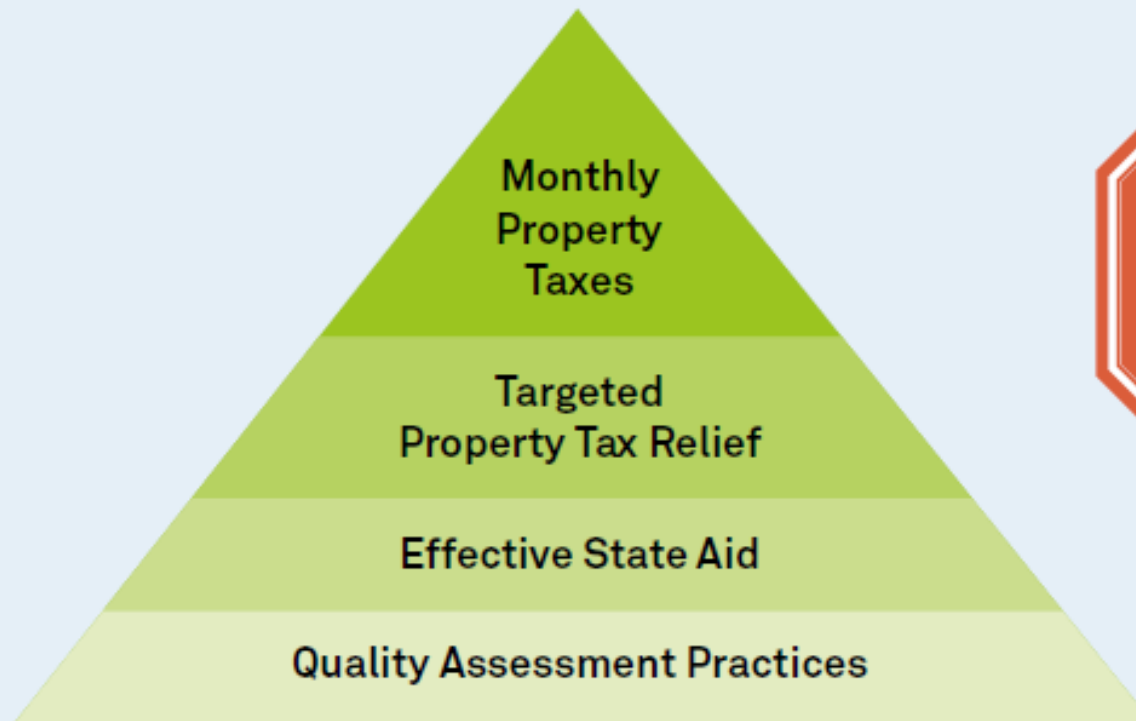 Monthly
Property
Taxes
Targeted
Property Tax Relief
Effective State Aid
Quality Assessment Practices